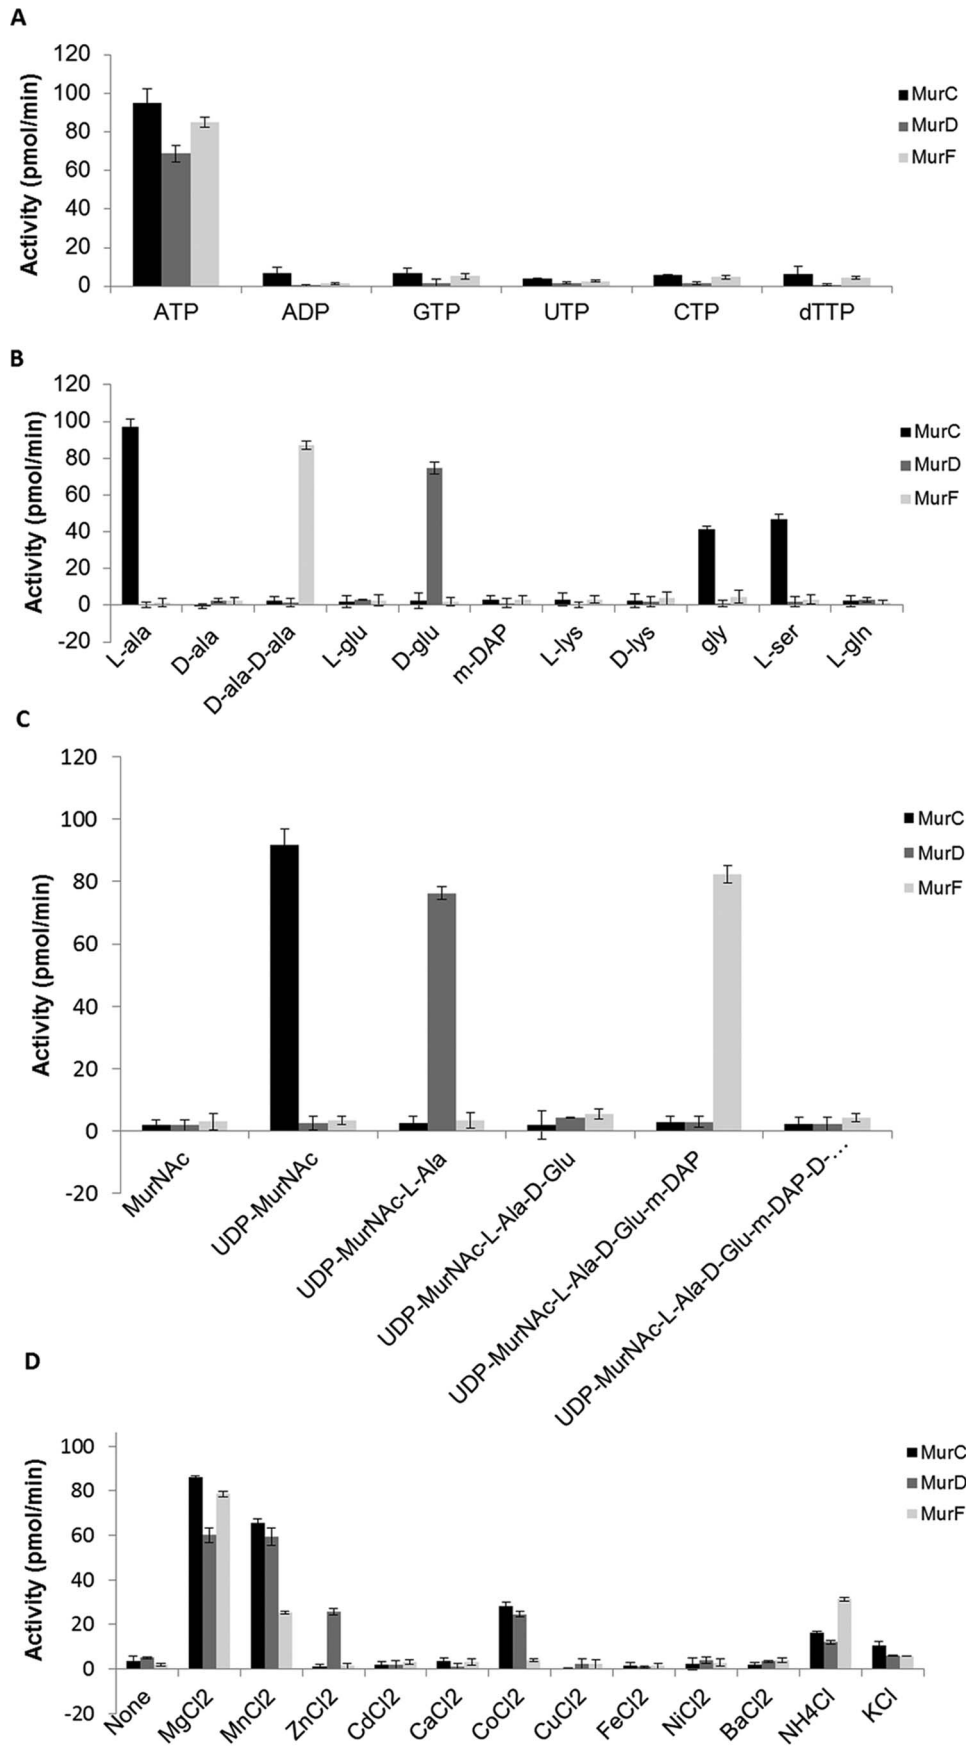 A
Activity (pmol/min)
120
100
80
60
40
20
0
ATP ADP GTP UTP CTP dTTP
MurC
MurD
MurF
B
Activity (pmol/min)
120
100
80
60
40
20
0
-20
L-ala D-ala D-ala-D-ala L-glu D-glu m-DAP L-lys D-lys gly L-ser L-gln
MurC
MurD
MurF
C
Activity (pmol/min)
120
100
80
60
40
20
0
-20
MurNAc
UDP-MurNAc
UDP-MurNAc-L-Ala
UDP-MurNAc-L-Ala-D-Glu
UDP-MurNAc-L-Ala-D-Glu-m-DAP
UDP-MurNAc-L-Ala-D-Glu-m-DAP-D-...
MurC
MurD
MurF
D
Activity (pmol/min)
100
80
60
40
20
0
-20
None MgCl2 MnCl2 ZnCl2 CdCl2 CaCl2 CoCl2 CuCl2 FeCl2 NiCl2 BaCl2 NH4Cl KCl
MurC
MurD
MurF